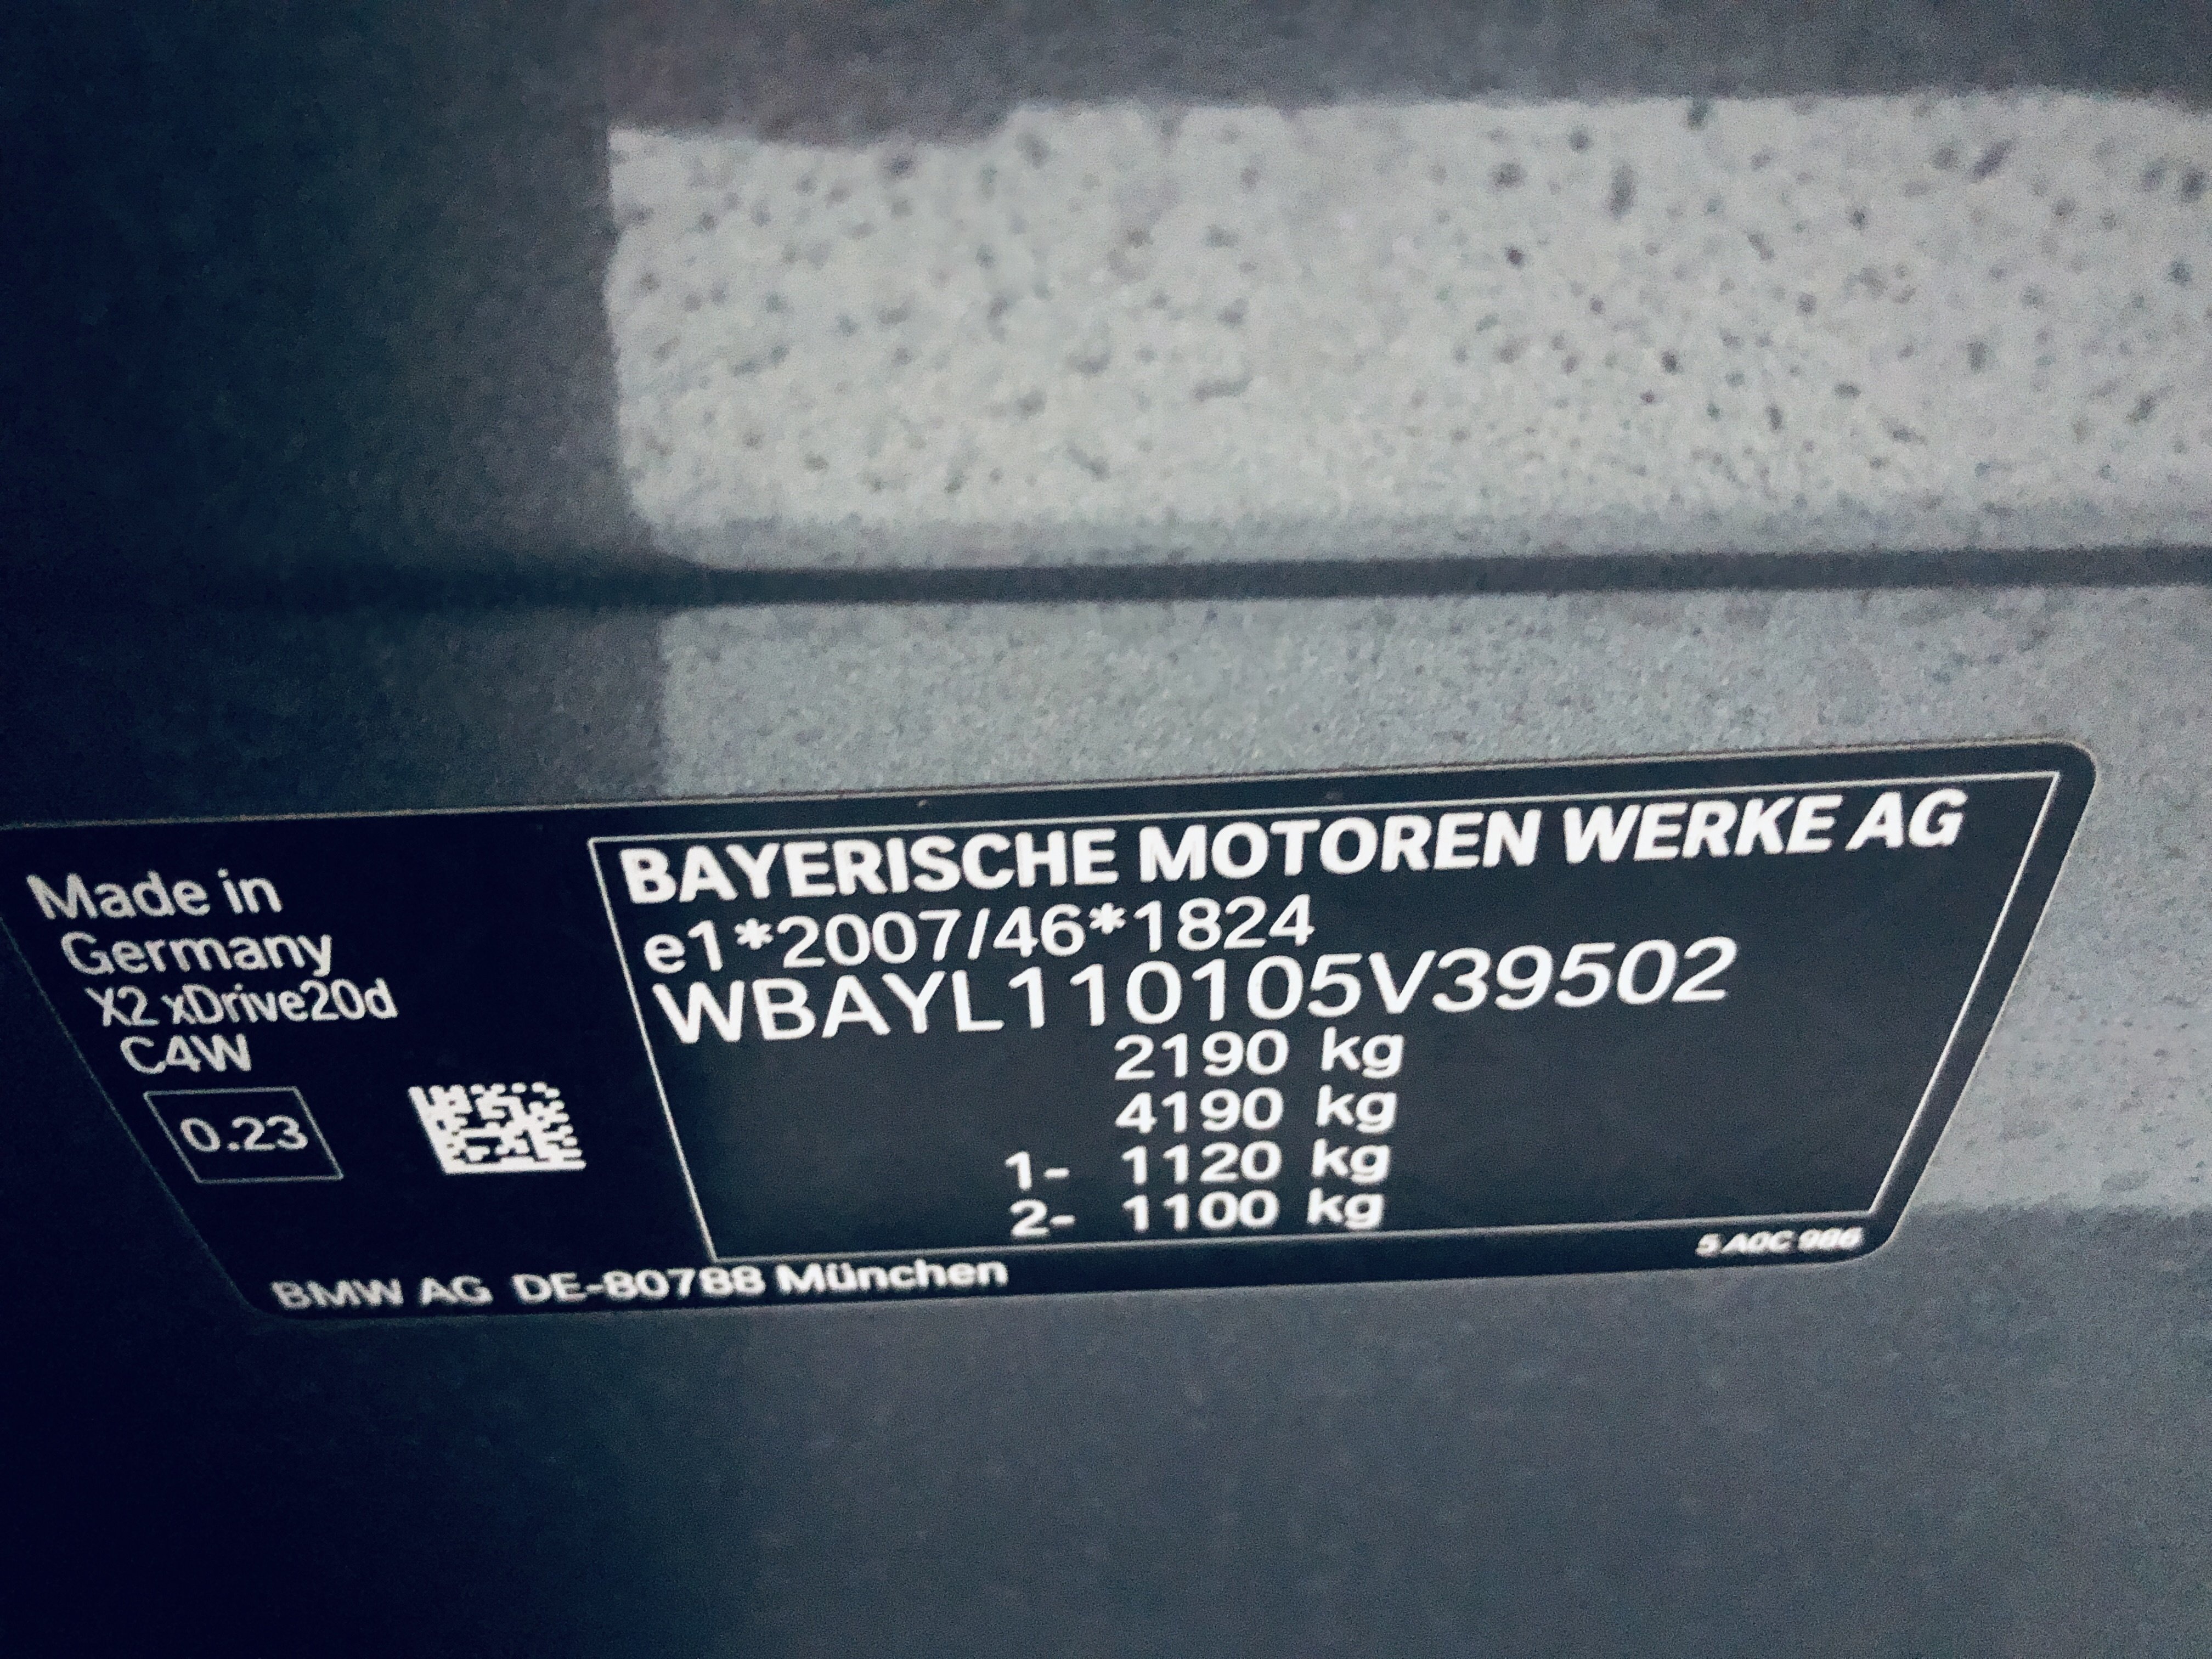 Made in
Germany
X2 xDrive20d
C4W
0.23
BAYERISCHE MOTOREN WERKE AG
e1*2007/46*1824
WBAYL110105V39502
2190 kg
4190 kg
1- 1120 kg
2- 1100 kg
BMW AG DE-80788 München
5 A0C 986